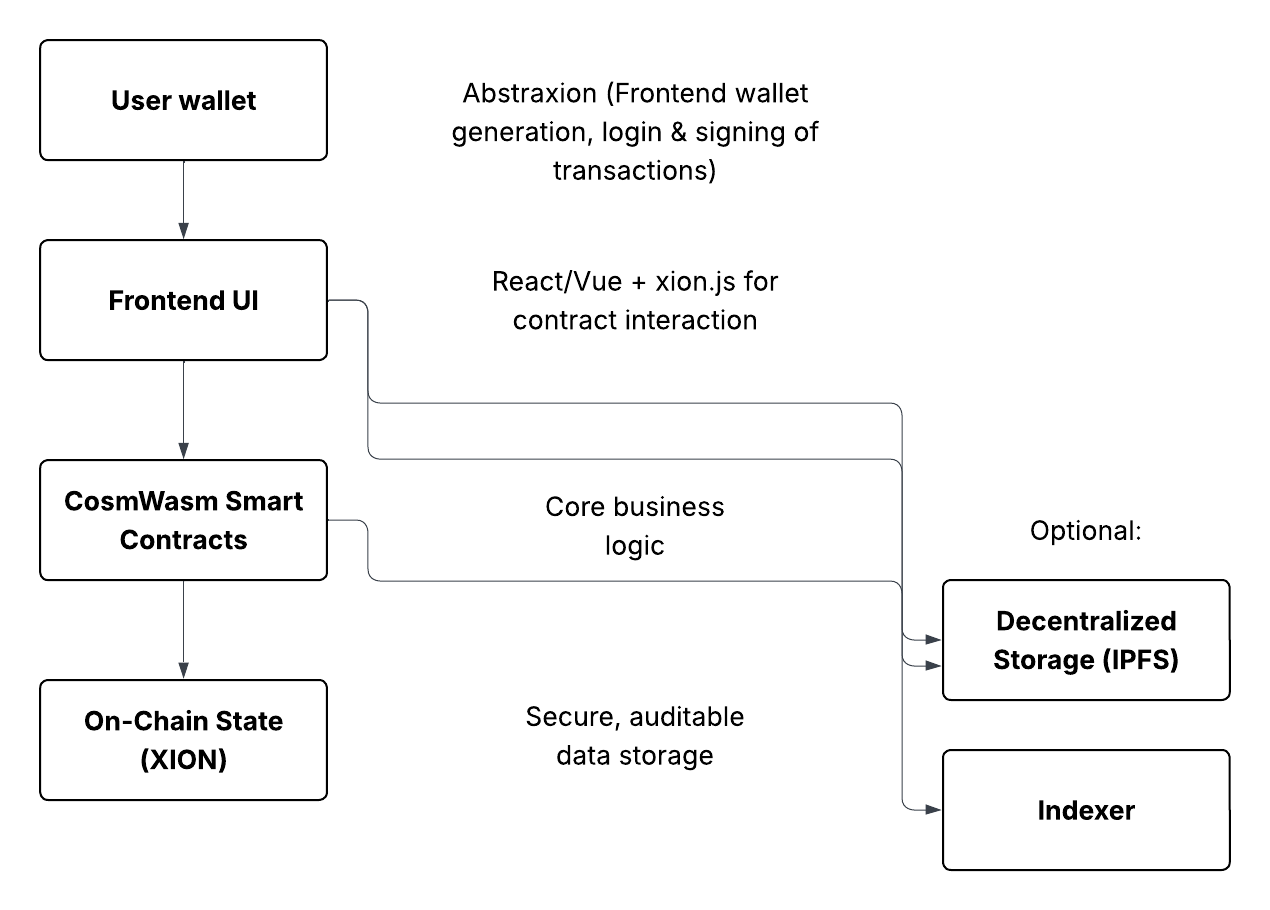 User wallet
Abstraxion (Frontend wallet
generation, login & signing of
transactions)
Frontend UI
React/Vue + xion.js for
contract interaction
CosmWasm Smart
Contracts
Core business
logic
Optional:
Decentralized
Storage (IPFS)
On-Chain State
(XION)
Secure, auditable
data storage
Indexer